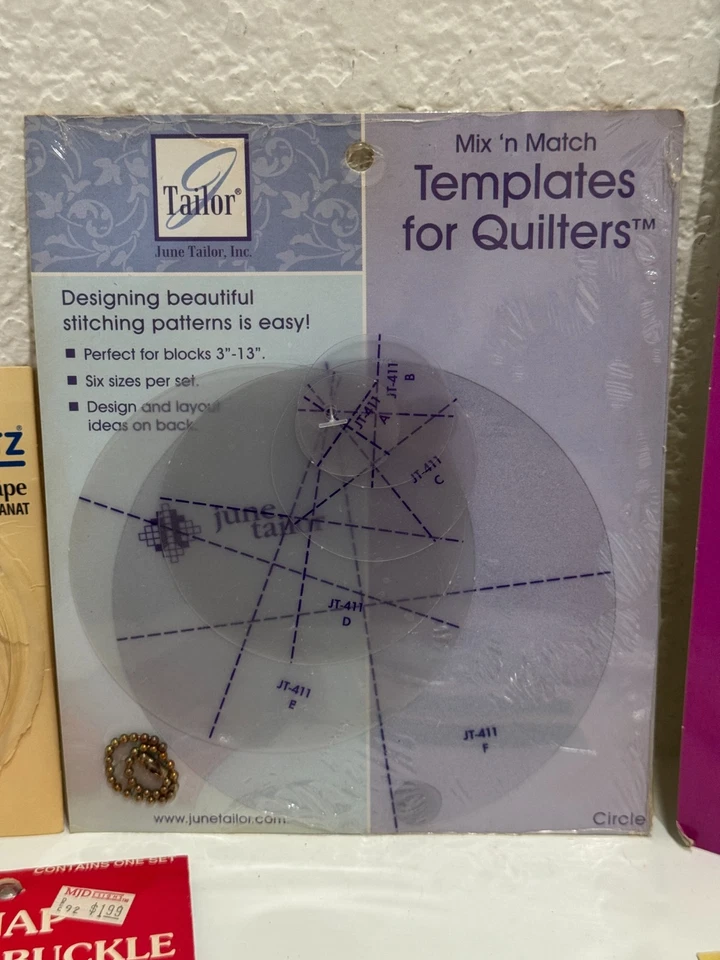 Tailor®
June Tailor, Inc.
Mix 'n Match
Templates
for Quilters™
Designing beautiful
stitching patterns is easy!
Perfect for blocks 3"-13".
Six sizes per set.
Design and layout
ideas on back.
JT-411
B
JT-411
A
JT-411
C
june
tailor
JT-411
D
JT-411
E
JT-411
F
www.junetailor.com
Circle
Z
ape
ANAT
CONTAINS ONE SET
MJD
$1.99
NAP
BUCKLE